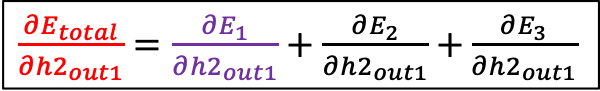 ∂E_total/∂h2_out1 = ∂E_1/∂h2_out1 + ∂E_2/∂h2_out1 + ∂E_3/∂h2_out1